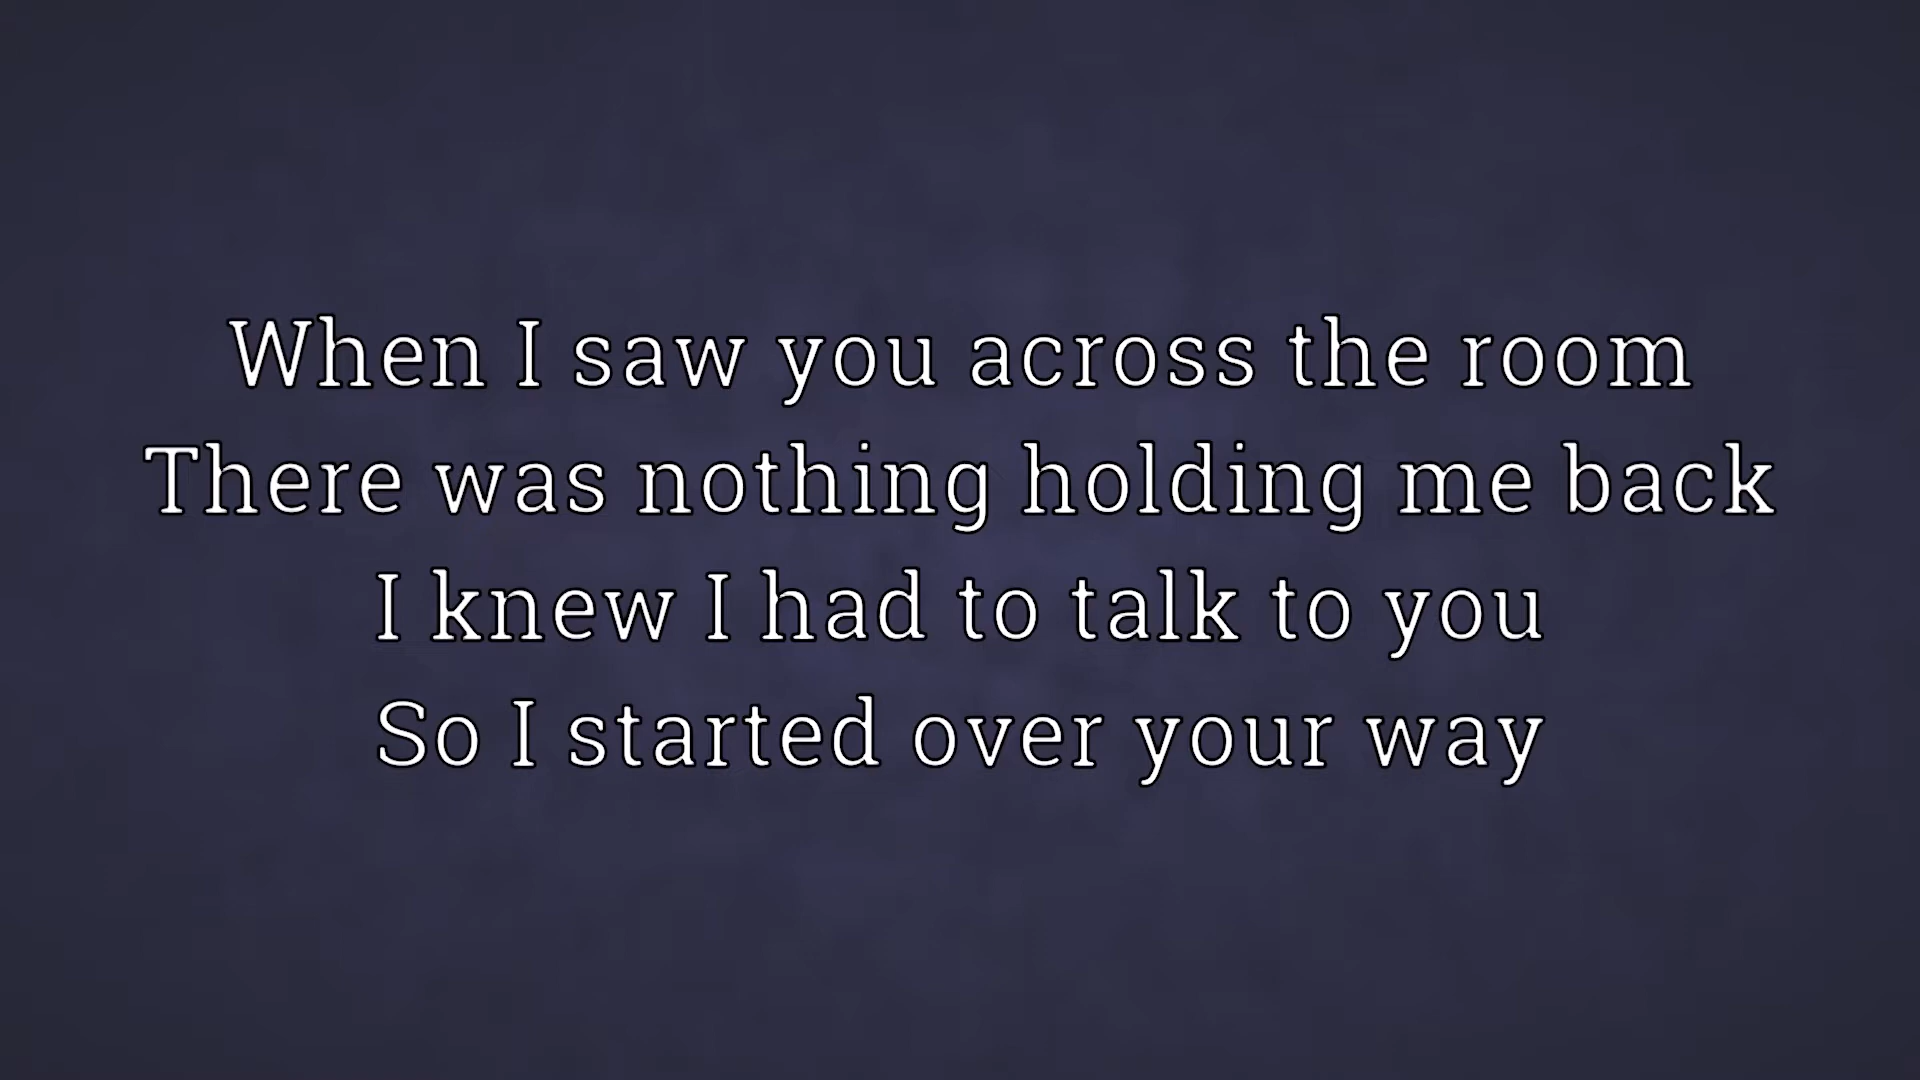 When I saw you across the room
There was nothing holding me back
I knew I had to talk to you
So I started over your way